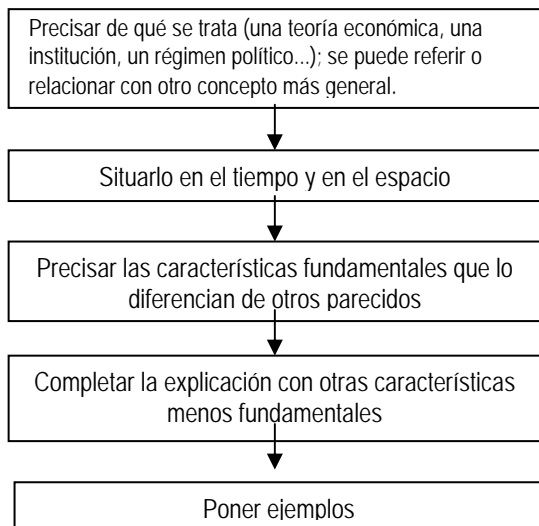 Precisar de qué se trata (una teoría económica, una
institución, un régimen político...); se puede referir o
relacionar con otro concepto más general.
Situarlo en el tiempo y en el espacio
Precisar las características fundamentales que lo
diferencian de otros parecidos
Completar la explicación con otras características
menos fundamentales
Poner ejemplos